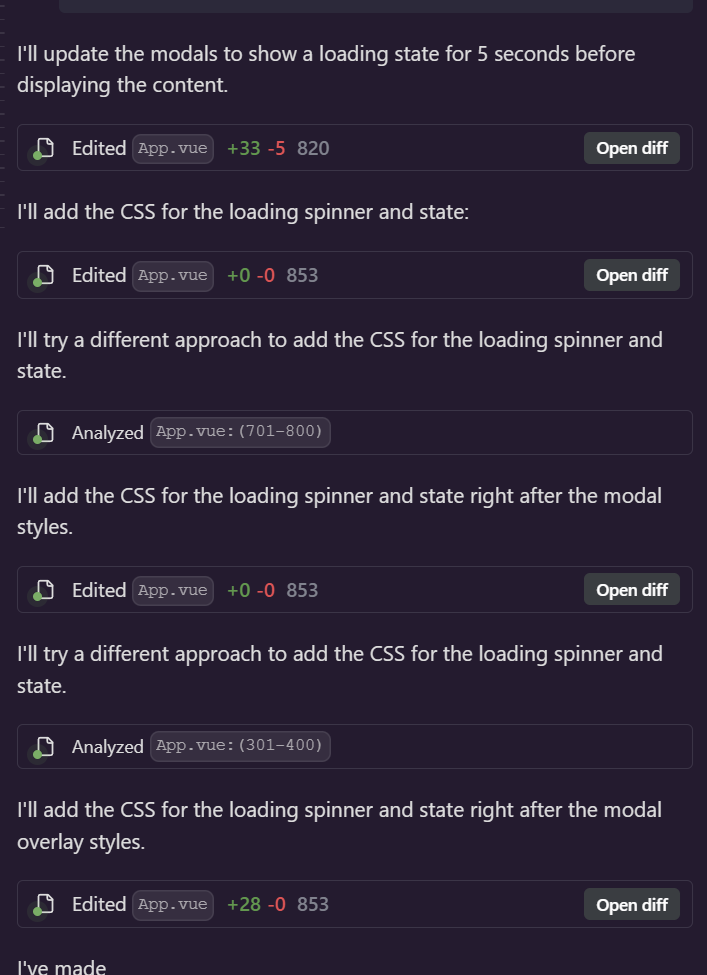 I'll update the modals to show a loading state for 5 seconds before
displaying the content.
Edited App.vue +33 -5 820 Open diff
I'll add the CSS for the loading spinner and state:
Edited App.vue +0 -0 853 Open diff
I'll try a different approach to add the CSS for the loading spinner and
state.
Analyzed App.vue:(701-800)
I'll add the CSS for the loading spinner and state right after the modal
styles.
Edited App.vue +0 -0 853 Open diff
I'll try a different approach to add the CSS for the loading spinner and
state.
Analyzed App.vue:(301-400)
I'll add the CSS for the loading spinner and state right after the modal
overlay styles.
Edited App.vue +28 -0 853 Open diff
I've made